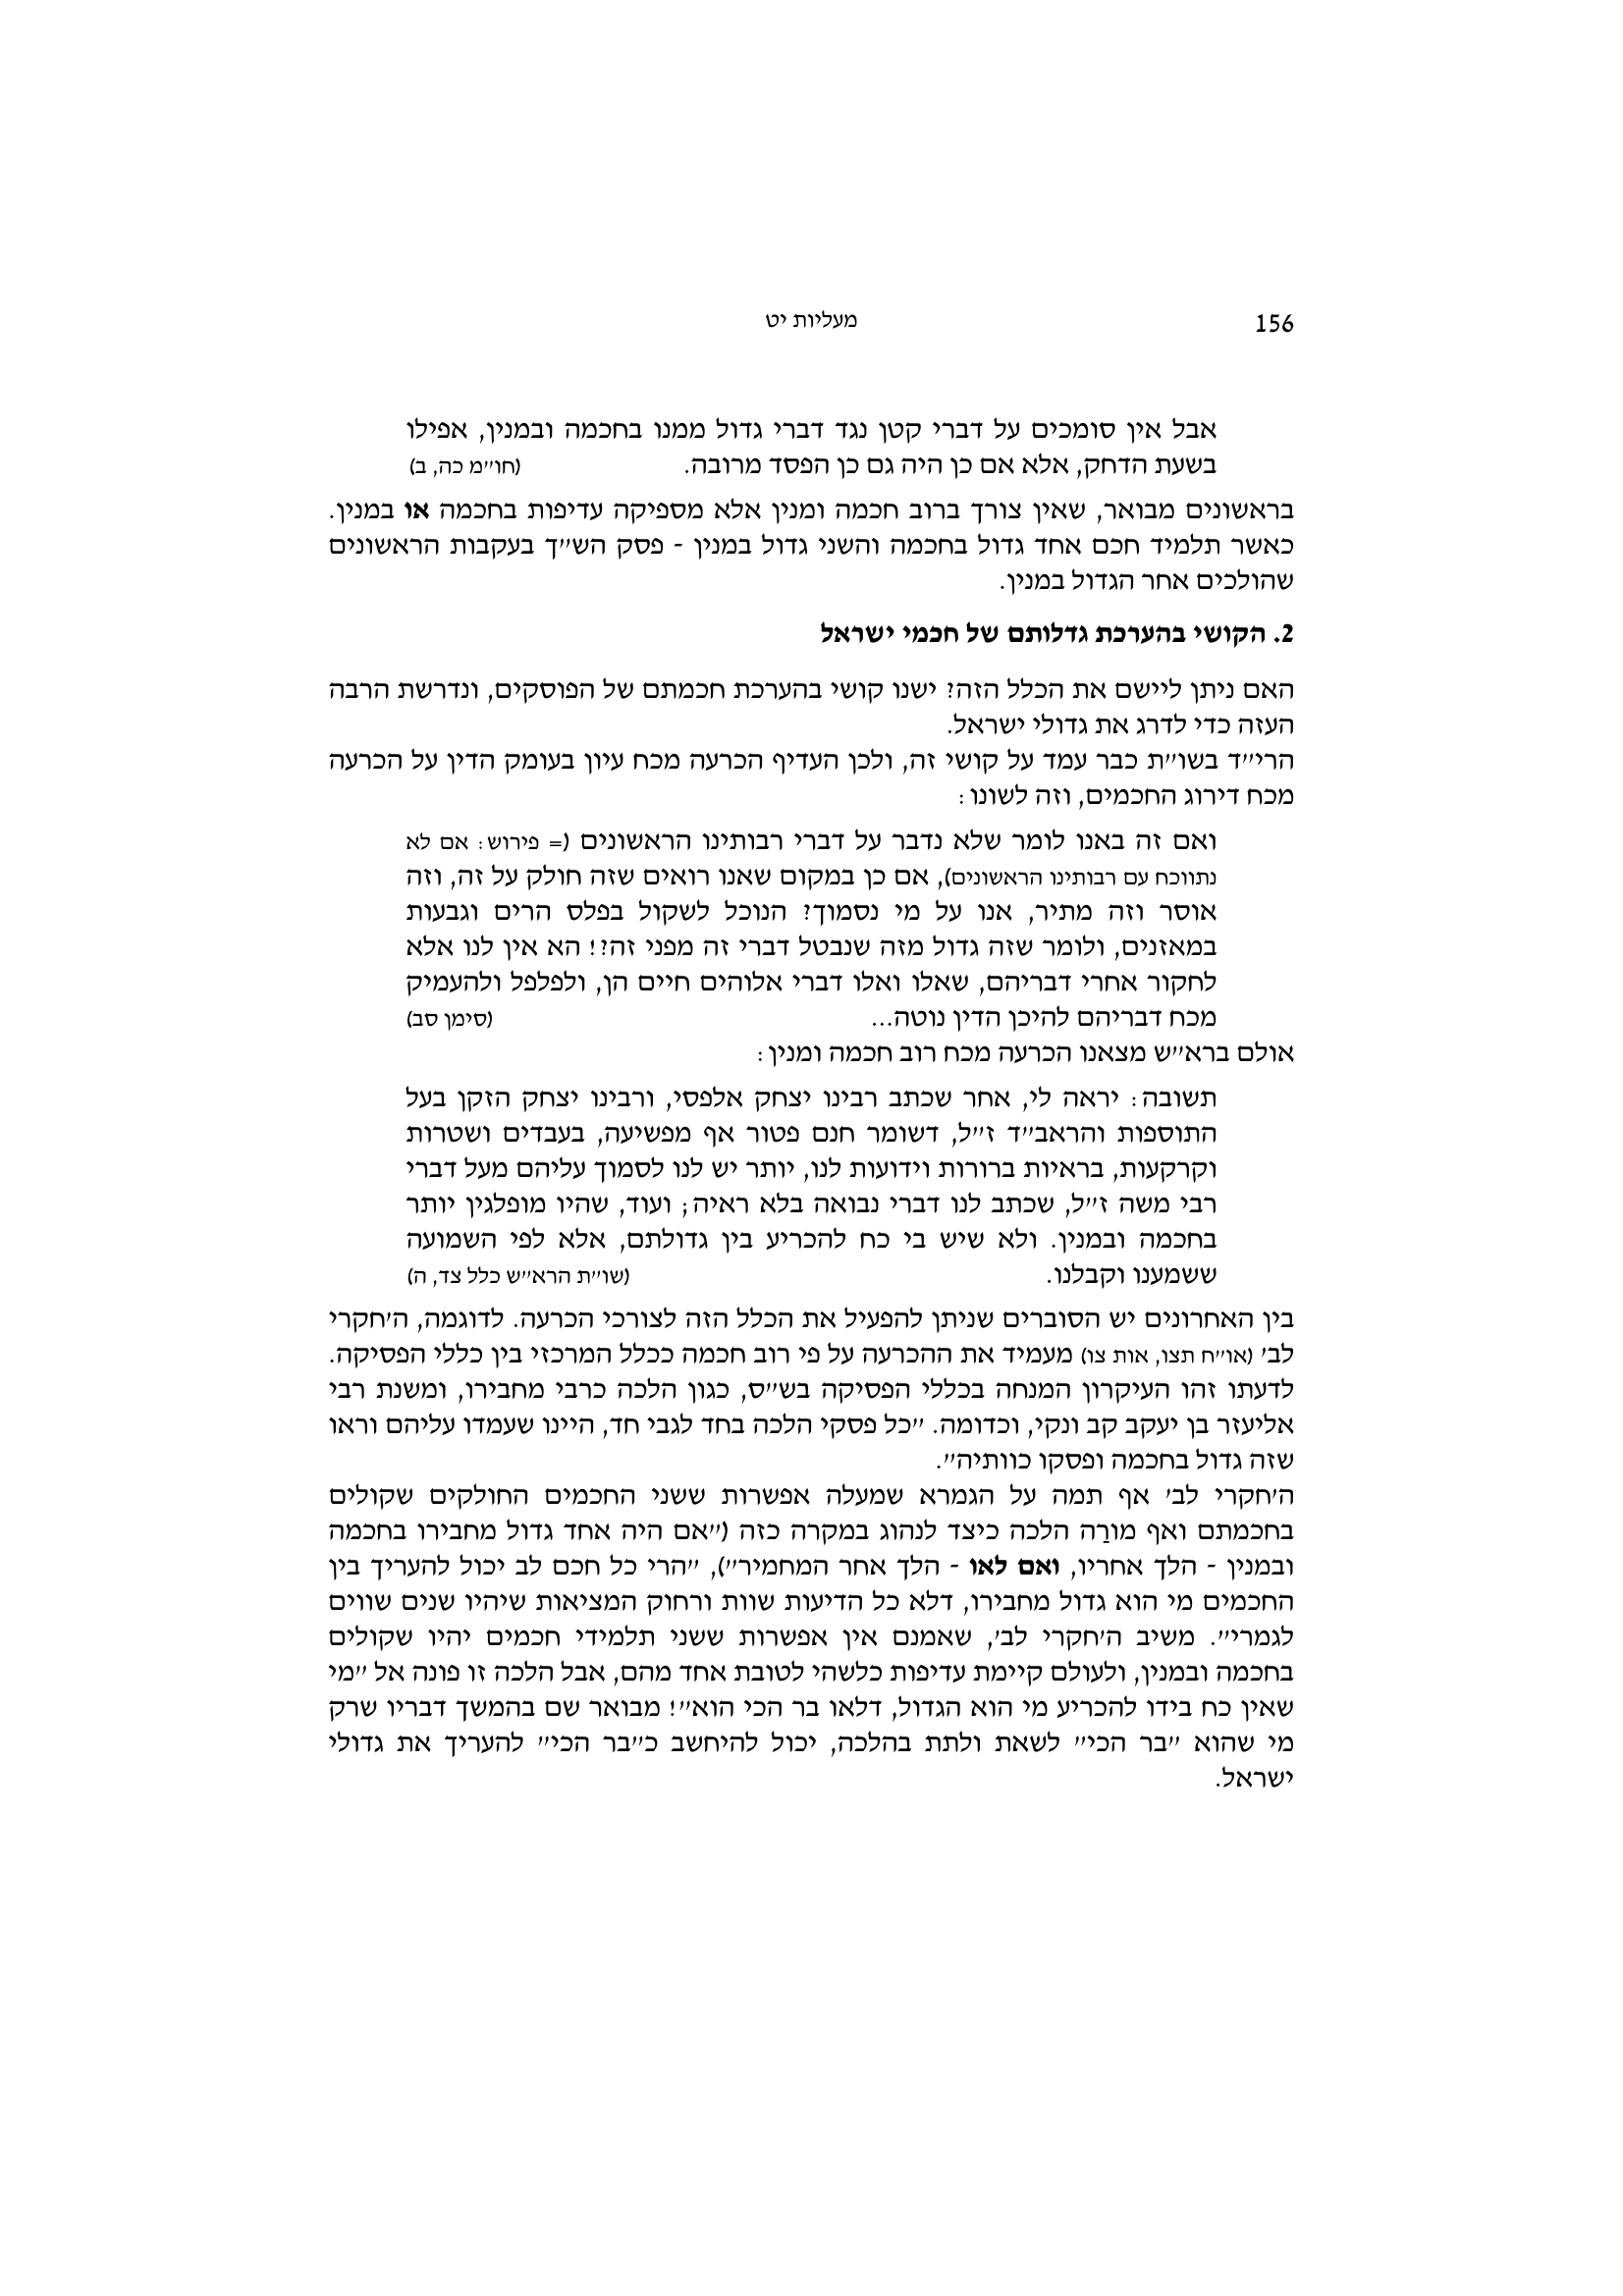 156
מעליות יט
אבל אין סומכים על דברי קטן נגד דברי גדול ממנו בחכמה ובמנין, אפילו
בשעת הדחק, אלא אם כן היה גם כן הפסד מרובה. (חו״מ כה, ב)
בראשונים מבואר, שאין צורך ברוב חכמה ומנין אלא מספיקה עדיפות בחכמה או במנין.
כאשר תלמיד חכם אחד גדול בחכמה והשני גדול במנין - פסק הש״ך בעקבות הראשונים
שהולכים אחר הגדול במנין.
2. הקושי בהערכת גדלותם של חכמי ישראל
האם ניתן ליישם את הכלל הזה? ישנו קושי בהערכת חכמתם של הפוסקים, ונדרשת הרבה
העזה כדי לדרג את גדולי ישראל.
הרי״ד בשו״ת כבר עמד על קושי זה, ולכן העדיף הכרעה מכח עיון בעומק הדין על הכרעה
מכח דירוג החכמים, וזה לשונו:
ואם זה באנו לומר שלא נדבר על דברי רבותינו הראשונים (= פירוש: אם לא
נתווכח עם רבותינו הראשונים), אם כן במקום שאנו רואים שזה חולק על זה, וזה
אוסר וזה מתיר, אנו על מי נסמוך? הנוכל לשקול בפלס הרים וגבעות
במאזנים, ולומר שזה גדול מזה שנבטל דברי זה מפני זה?! הא אין לנו אלא
לחקור אחרי דבריהם, שאלו ואלו דברי אלוהים חיים הן, ולפלפל ולהעמיק
מכח דבריהם להיכן הדין נוטה... (סימן סב)
אולם ברא״ש מצאנו הכרעה מכח רוב חכמה ומנין:
תשובה: יראה לי, אחר שכתב רבינו יצחק אלפסי, ורבינו יצחק הזקן בעל
התוספות והראב״ד ז״ל, דשומר חנם פטור אף מפשיעה, בעבדים ושטרות
וקרקעות, בראיות ברורות וידועות לנו, יותר יש לנו לסמוך עליהם מעל דברי
רבי משה ז״ל, שכתב לנו דברי נבואה בלא ראיה; ועוד, שהיו מופלגין יותר
בחכמה ובמנין. ולא שיש בי כח להכריע בין גדולתם, אלא לפי השמועה
ששמענו וקבלנו. (שו״ת הרא״ש כלל צד, ה)
בין האחרונים יש הסוברים שניתן להפעיל את הכלל הזה לצורכי הכרעה. לדוגמה, ה׳חקרי
לב׳ (או״ח תצו, אות צו) מעמיד את ההכרעה על פי רוב חכמה ככלל המרכזי בין כללי הפסיקה.
לדעתו זהו העיקרון המנחה בכללי הפסיקה בש״ס, כגון הלכה כרבי מחבירו, ומשנת רבי
אליעזר בן יעקב קב ונקי, וכדומה. ״כל פסקי הלכה בחד לגבי חד, היינו שעמדו עליהם וראו
שזה גדול בחכמה ופסקו כוותיה״.
ה׳חקרי לב׳ אף תמה על הגמרא שמעלה אפשרות ששני החכמים החולקים שקולים
בחכמתם ואף מורַה הלכה כיצד לנהוג במקרה כזה (״אם היה אחד גדול מחבירו בחכמה
ובמנין - הלך אחריו, ואם לאו - הלך אחר המחמיר״), ״הרי כל חכם לב יכול להעריך בין
החכמים מי הוא גדול מחבירו, דלא כל הדיעות שוות ורחוק המציאות שיהיו שנים שווים
לגמרי״. משיב ה׳חקרי לב׳, שאמנם אין אפשרות ששני תלמידי חכמים יהיו שקולים
בחכמה ובמנין, ולעולם קיימת עדיפות כלשהי לטובת אחד מהם, אבל הלכה זו פונה אל ״מי
שאין כח בידו להכריע מי הוא הגדול, דלאו בר הכי הוא״! מבואר שם בהמשך דבריו שרק
מי שהוא ״בר הכי״ לשאת ולתת בהלכה, יכול להיחשב כ״בר הכי״ להעריך את גדולי
ישראל.